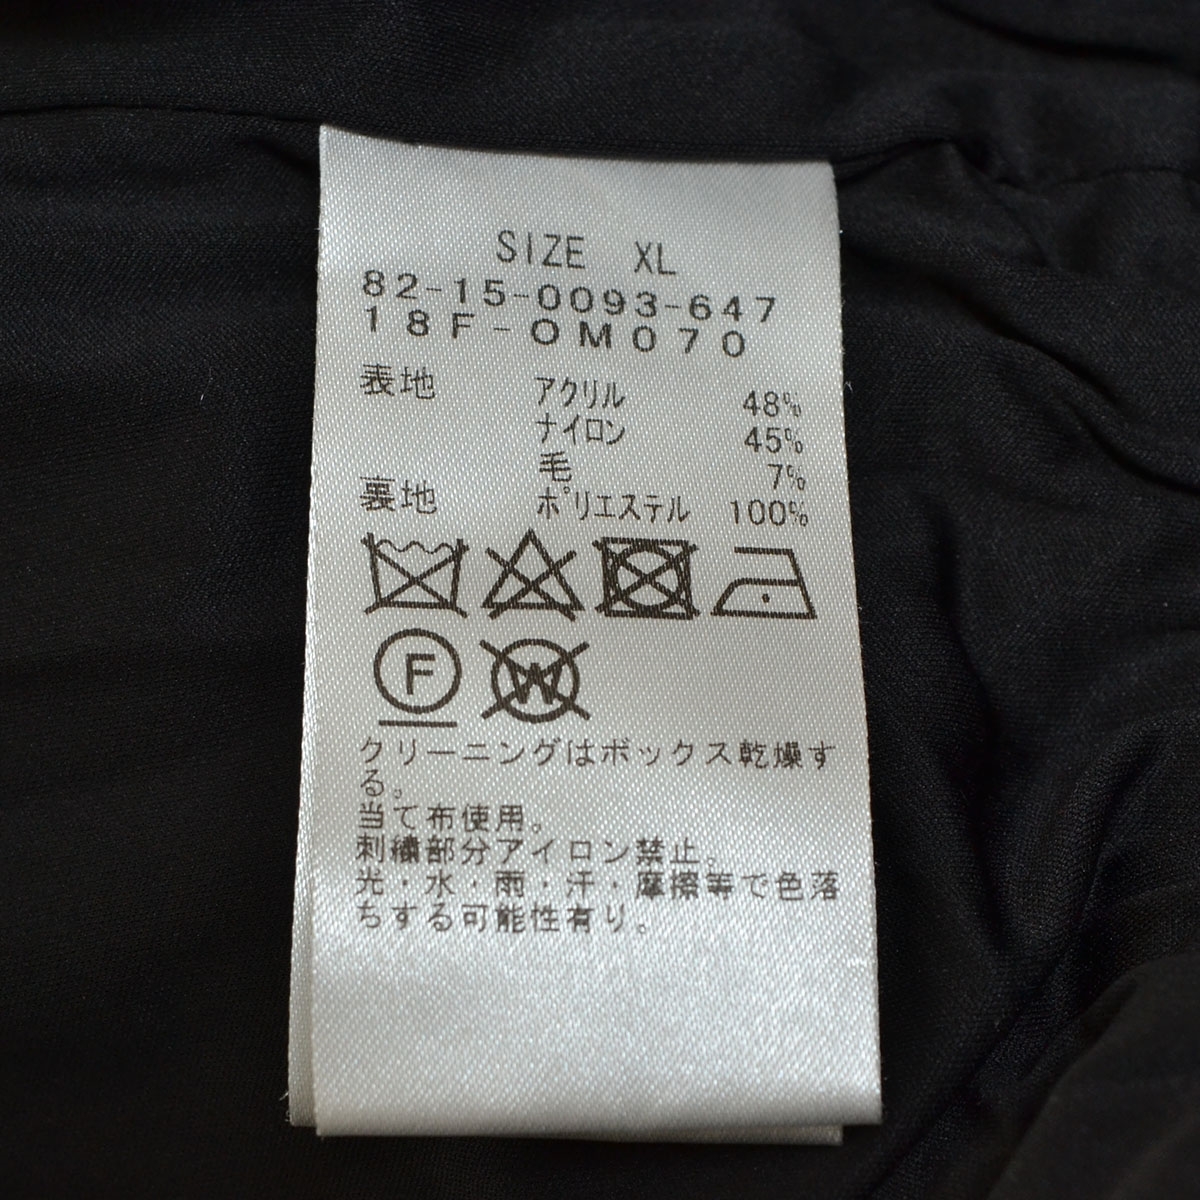 SIZE XL
82-15-0093-647
18F-OM070
表地 アクリル 48%
ナイロン 45%
毛 7%
裏地 ポリエステル 100%
F W
クリーニングはボックス乾燥す
る。
当て布使用。
刺繍部分アイロン禁止。
光・水・雨・汗・摩擦等で色落
ちする可能性有り。